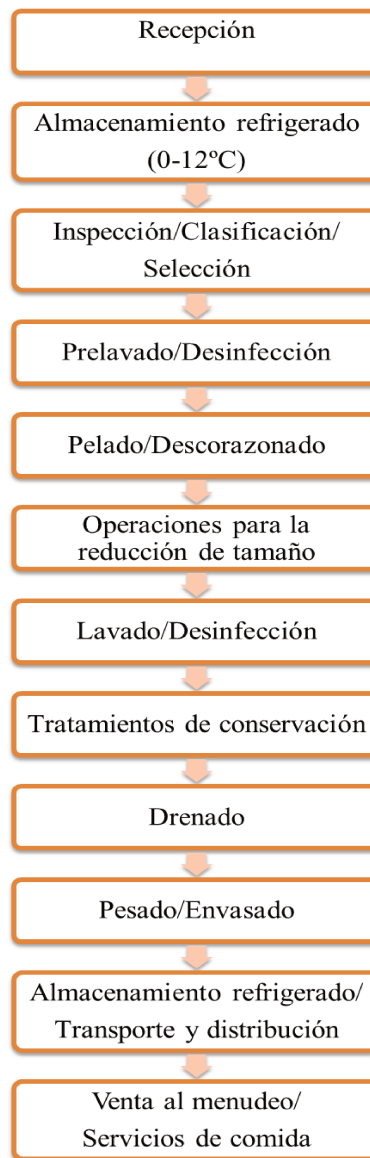 Recepción
Almacenamiento refrigerado
(0-12ºC)
Inspección/Clasificación/
Selección
Prelavado/Desinfección
Pelado/Descorazonado
Operaciones para la
reducción de tamaño
Lavado/Desinfección
Tratamientos de conservación
Drenado
Pesado/Envasado
Almacenamiento refrigerado/
Transporte y distribución
Venta al menudeo/
Servicios de comida